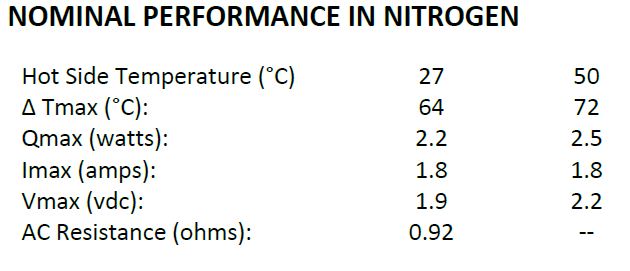 NOMINAL PERFORMANCE IN NITROGEN
Hot Side Temperature (°C) 27 50
Δ Tmax (°C): 64 72
Qmax (watts): 2.2 2.5
Imax (amps): 1.8 1.8
Vmax (vdc): 1.9 2.2
AC Resistance (ohms): 0.92 --